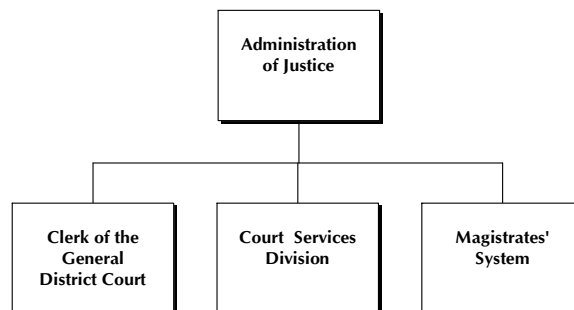 Administration
of Justice
Clerk of the
General
District Court
Court Services
Division
Magistrates'
System